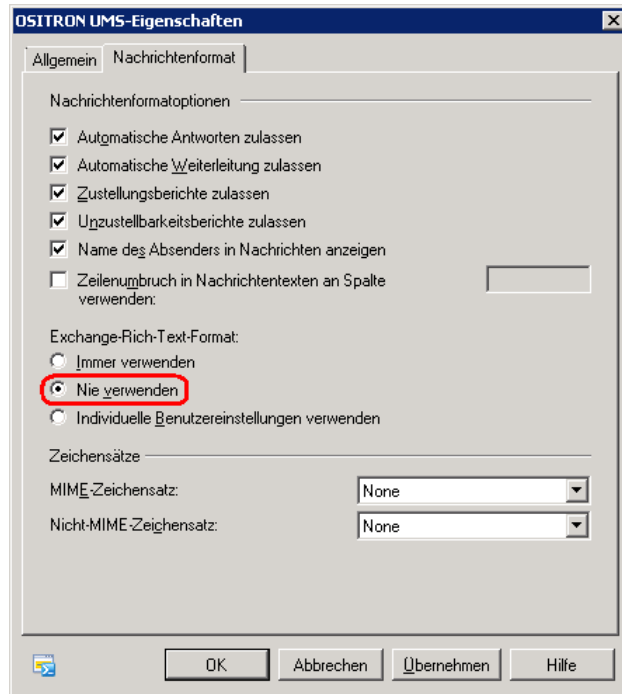 OSITRON UMS-Eigenschaften
Allgemein
Nachrichtenformat
Nachrichtenformatoptionen
Automatische Antworten zulassen
Automatische Weiterleitung zulassen
Zustellungsberichte zulassen
Unzustellbarkeitsberichte zulassen
Name des Absenders in Nachrichten anzeigen
Zeilenumbruch in Nachrichtentexten an Spalte
verwenden:
Exchange-Rich-Text-Format:
Immer verwenden
Nie verwenden
Individuelle Benutzereinstellungen verwenden
Zeichensätze
MIME-Zeichensatz: None
Nicht-MIME-Zeichensatz: None
OK Abbrechen Übernehmen Hilfe